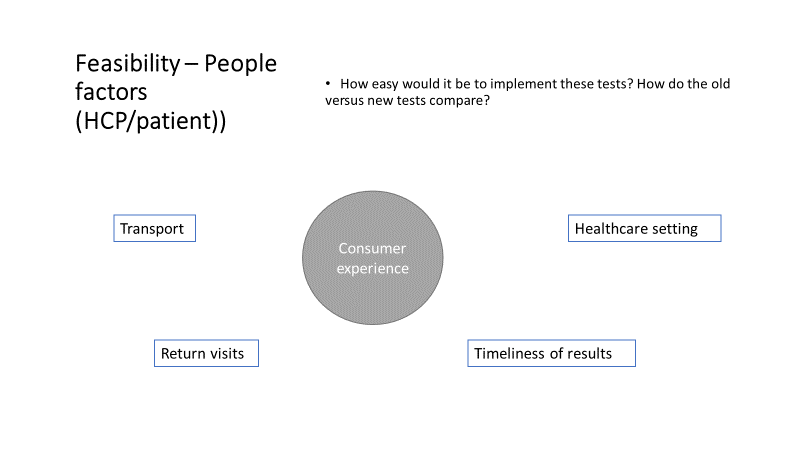 Feasibility – People
factors
(HCP/patient))
• How easy would it be to implement these tests? How do the old
versus new tests compare?
Transport
Consumer
experience
Healthcare setting
Return visits
Timeliness of results